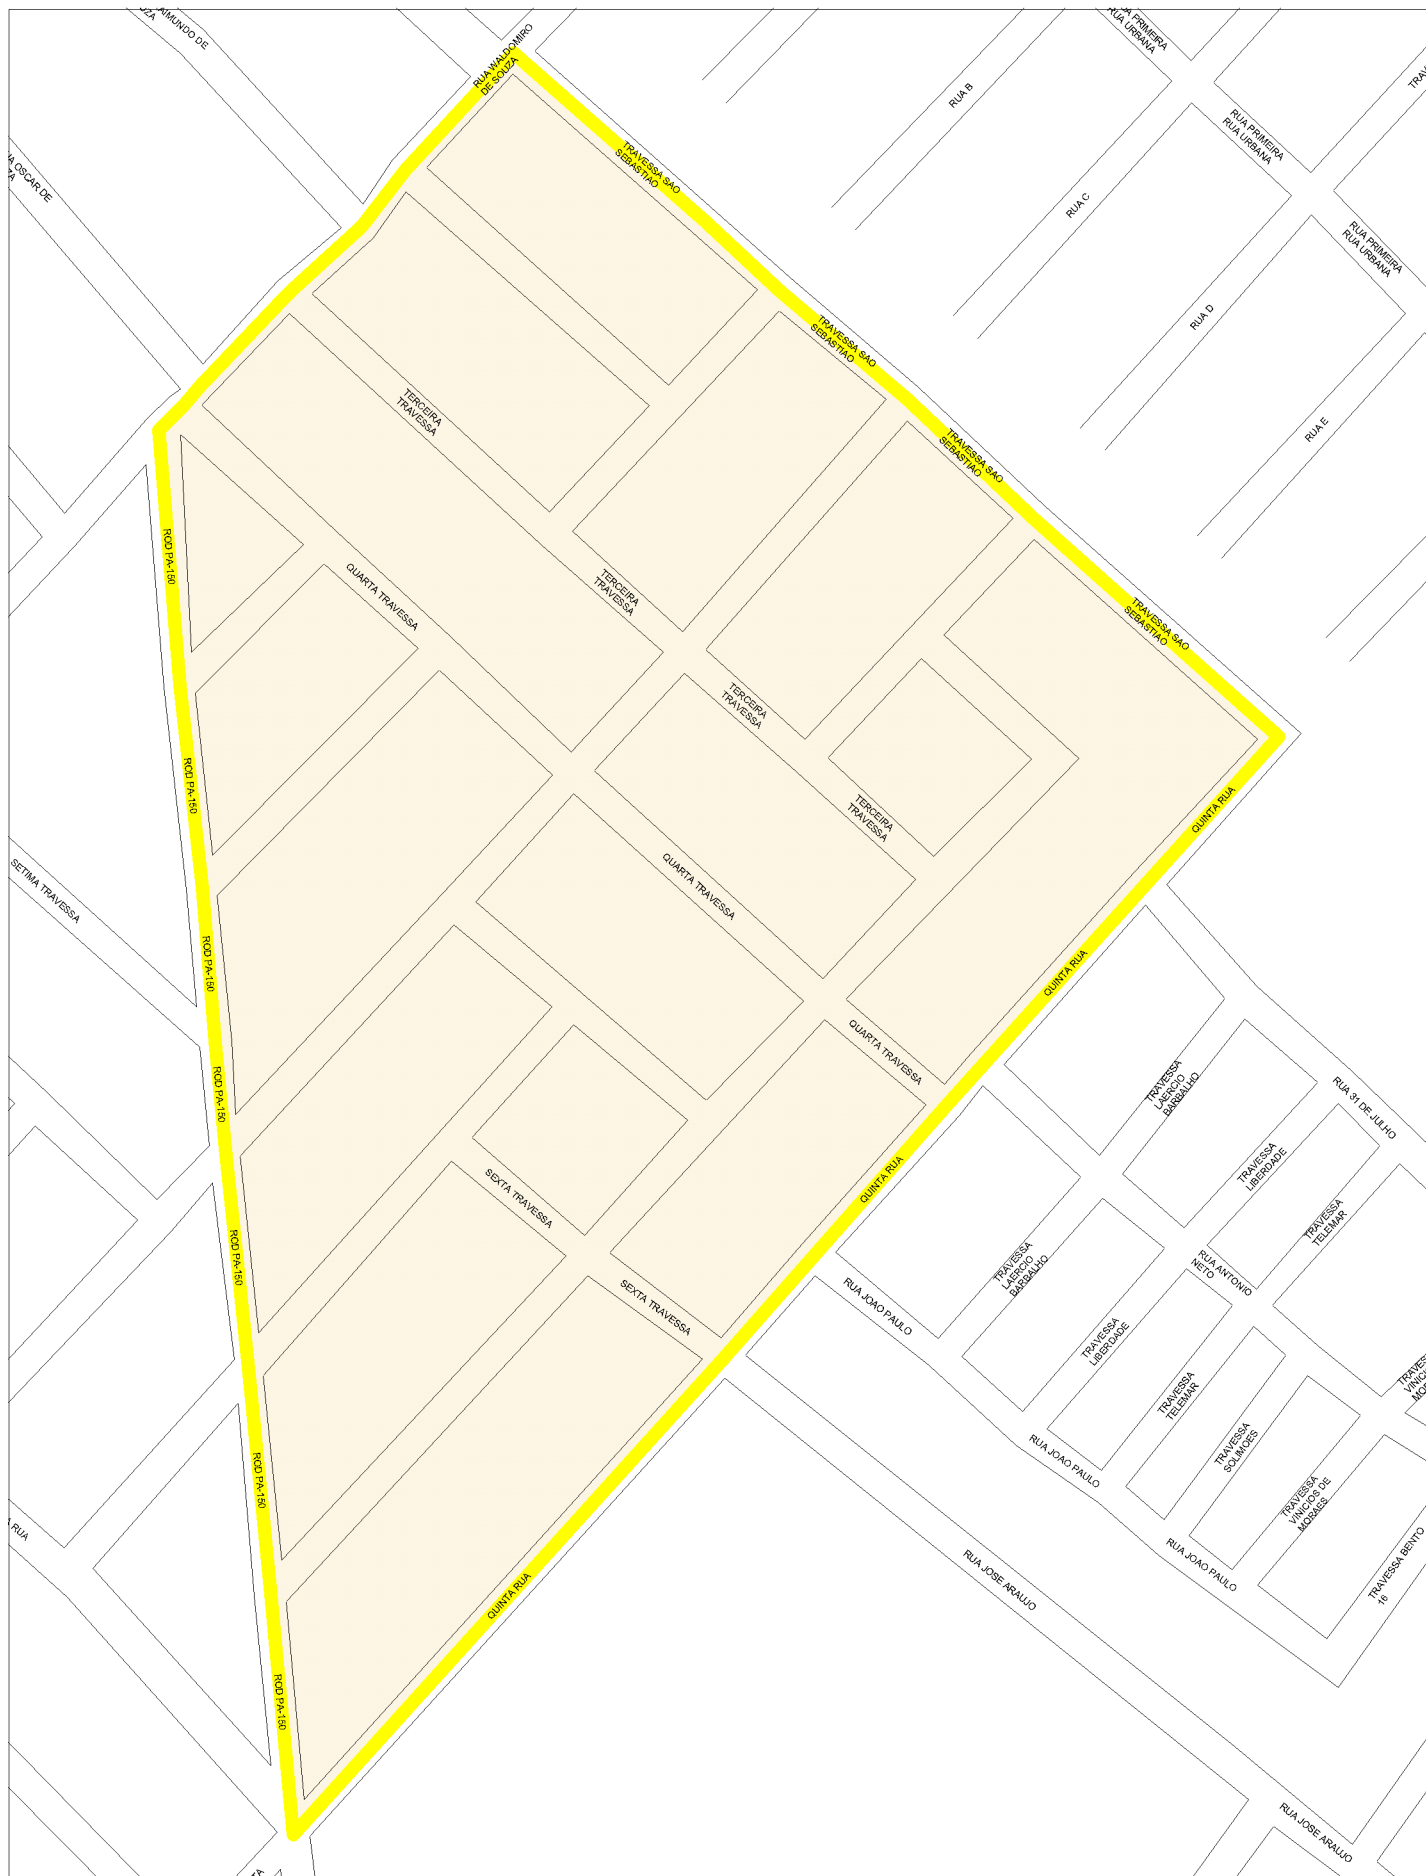 RUA WALDOMIRO
DE SOUZA
RAIMUNDO DE
RUA PRIMEIRA
RUA URBANA
RUA B
RUA PRIMEIRA
RUA URBANA
TRAVESSA SAO
SEBASTIAO
OSCAR DE
RUA C
RUA PRIMEIRA
RUA URBANA
RUA D
TRAVESSA SAO
SEBASTIAO
TERCEIRA
TRAVESSA
RUA E
TRAVESSA SAO
SEBASTIAO
ROD PA-150
QUARTA TRAVESSA
TERCEIRA
TRAVESSA
TRAVESSA SAO
SEBASTIAO
TERCEIRA
TRAVESSA
ROD PA-150
TERCEIRA
TRAVESSA
QUINTA RUA
SETIMA TRAVESSA
QUARTA TRAVESSA
ROD PA-150
QUINTA RUA
QUARTA TRAVESSA
ROD PA-150
TRAVESSA
LAERCIO
BARBALHO
RUA 31 DE JULHO
TRAVESSA
LIBERDADE
QUINTA RUA
SEXTA TRAVESSA
TRAVESSA
TELEMAR
ROD PA-150
TRAVESSA
LAERCIO
BARBALHO
RUA ANTONIO
NETO
SEXTA TRAVESSA
RUA JOAO PAULO
TRAVESSA
LIBERDADE
TRAVESSA
TELEMAR
TRAVESSA
SOLIMOES
ROD PA-150
RUA JOAO PAULO
TRAVESSA
VINICIOS DE
MORAES
RUA
RUA JOAO PAULO
TRAVESSA BENTO
16
RUA JOSE ARAUJO
QUINTA RUA
ROD PA-150
RUA JOSE ARAUJO